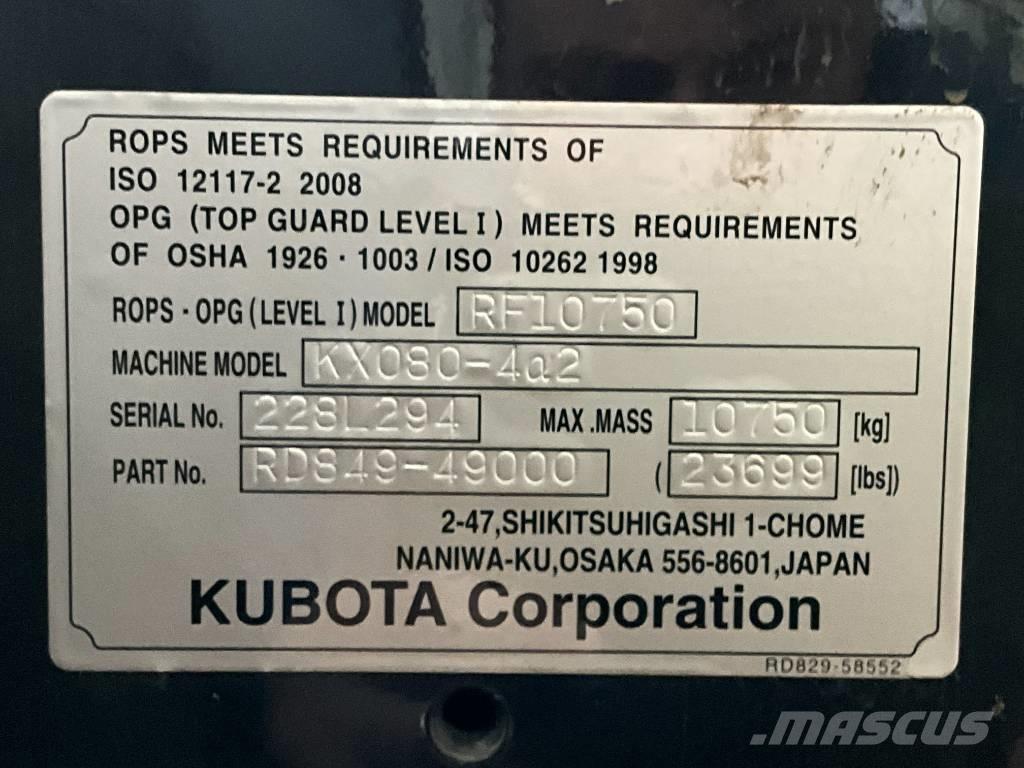 ROPS MEETS REQUIREMENTS OF
ISO 12117-2 2008
OPG (TOP GUARD LEVEL I) MEETS REQUIREMENTS
OF OSHA 1926・1003 / ISO 10262 1998
ROPS・OPG (LEVEL I) MODEL RF10750
MACHINE MODEL KX080-4α2
SERIAL No. 228L294 MAX.MASS 10750 [kg]
PART No. RD849-49000 (23699 [lbs])
2-47,SHIKITSUHIGASHI 1-CHOME
NANIWA-KU,OSAKA 556-8601,JAPAN
KUBOTA Corporation
RD829-58552
.MASCUS